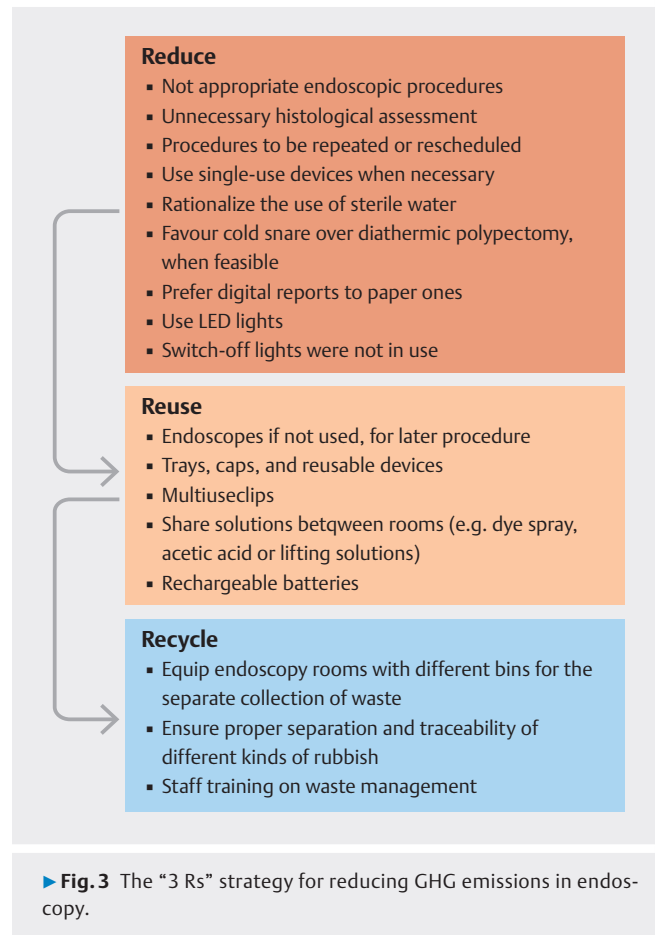 Reduce
▪ Not appropriate endoscopic procedures
▪ Unnecessary histological assessment
▪ Procedures to be repeated or rescheduled
▪ Use single-use devices when necessary
▪ Rationalize the use of sterile water
▪ Favour cold snare over diathermic polypectomy,
when feasible
▪ Prefer digital reports to paper ones
▪ Use LED lights
▪ Switch-off lights were not in use
Reuse
▪ Endoscopes if not used, for later procedure
▪ Trays, caps, and reusable devices
▪ Multiuseclips
▪ Share solutions betqween rooms (e.g. dye spray,
acetic acid or lifting solutions)
▪ Rechargeable batteries
Recycle
▪ Equip endoscopy rooms with different bins for the
separate collection of waste
▪ Ensure proper separation and traceability of
different kinds of rubbish
▪ Staff training on waste management
▶ Fig. 3 The “3 Rs” strategy for reducing GHG emissions in endos-
copy.